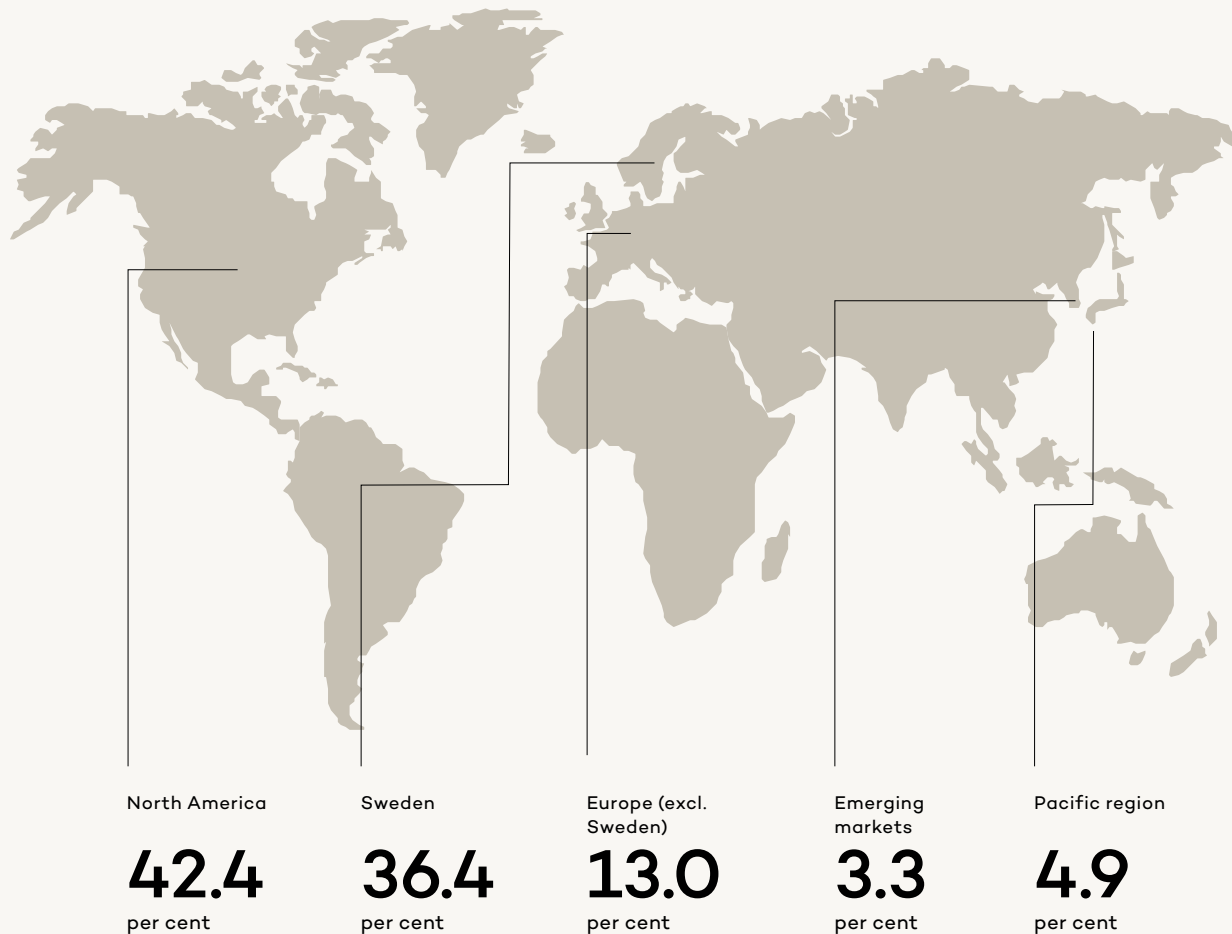 North America
42.4
per cent
Sweden
36.4
per cent
Europe (excl.
Sweden)
13.0
per cent
Emerging
markets
3.3
per cent
Pacific region
4.9
per cent